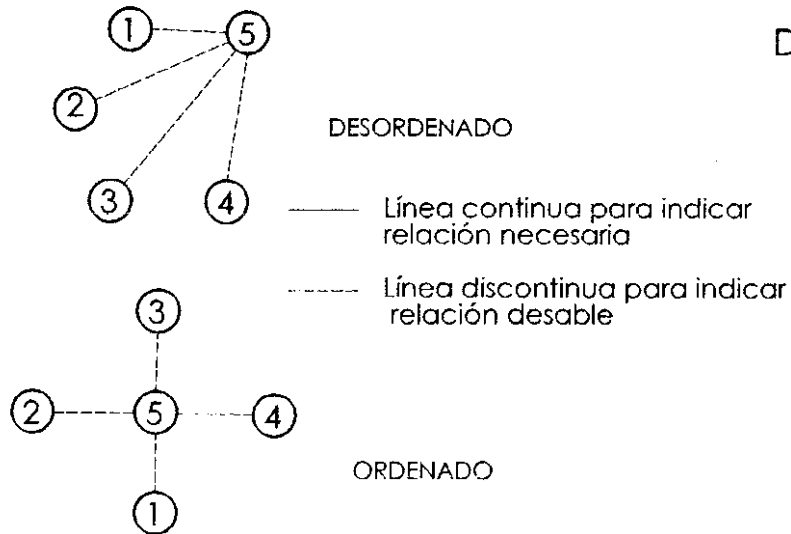 1 5
D
2
DESORDENADO
3 4
Línea continua para indicar
relación necesaria
Línea discontinua para indicar
relación desable
3
2 5 4
ORDENADO
1